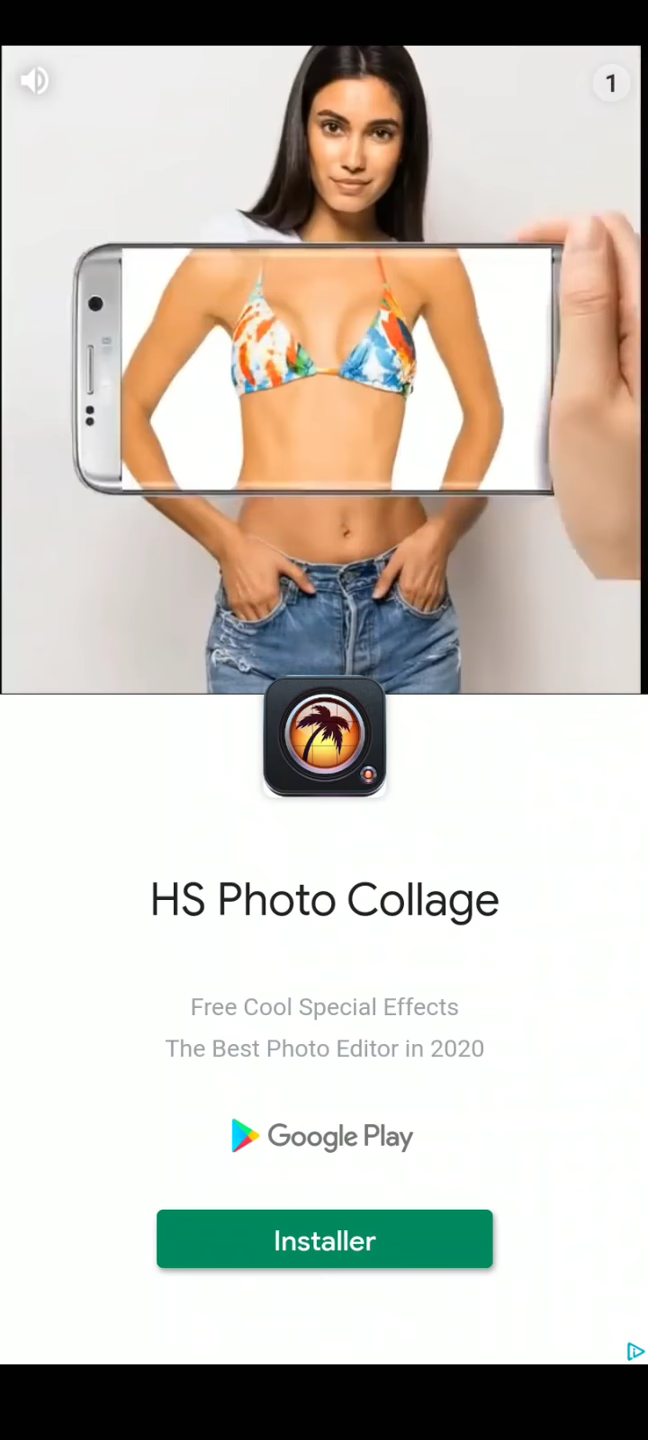 1
HS Photo Collage
Free Cool Special Effects
The Best Photo Editor in 2020
Google Play
Installer